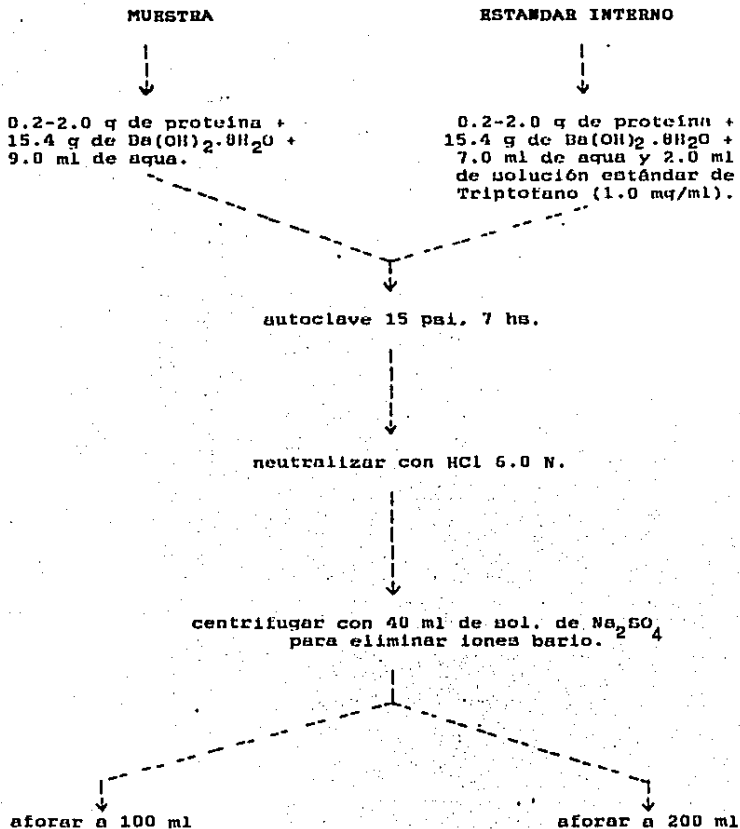 MUESTRA
ESTANDAR INTERNO
0.2-2.0 g de proteína +
15.4 g de Ba(OH)2.8H2O +
9.0 ml de agua.
0.2-2.0 g de proteína +
15.4 g de Ba(OH)2.8H2O +
7.0 ml de agua y 2.0 ml
de solución estándar de
Triptofano (1.0 mg/ml).
autoclave 15 psi, 7 hs.
neutralizar con HCl 6.0 N.
centrifugar con 40 ml de sol. de Na2SO4
para eliminar iones bario.
aforar a 100 ml
aforar a 200 ml